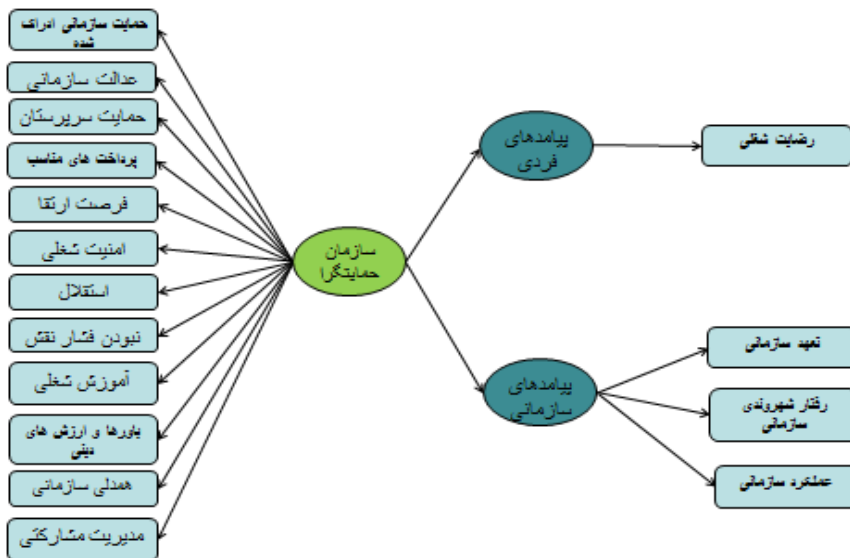 حمایت سازمانی ادراک
شده
عدالت سازمانی
حمایت سرپرستان
پرداخت های مناسب
فرصت ارتقا
امنیت شغلی
استقلال
نبودن فشار نقش
آموزش شغلی
باورها و ارزش های
دینی
همدلی سازمانی
مدیریت مشارکتی
سازمان
حمایتگرا
پیامدهای
فردی
رضایت شغلی
پیامدهای
سازمانی
تعهد سازمانی
رفتار شهروندی
سازمانی
عملکرد سازمانی